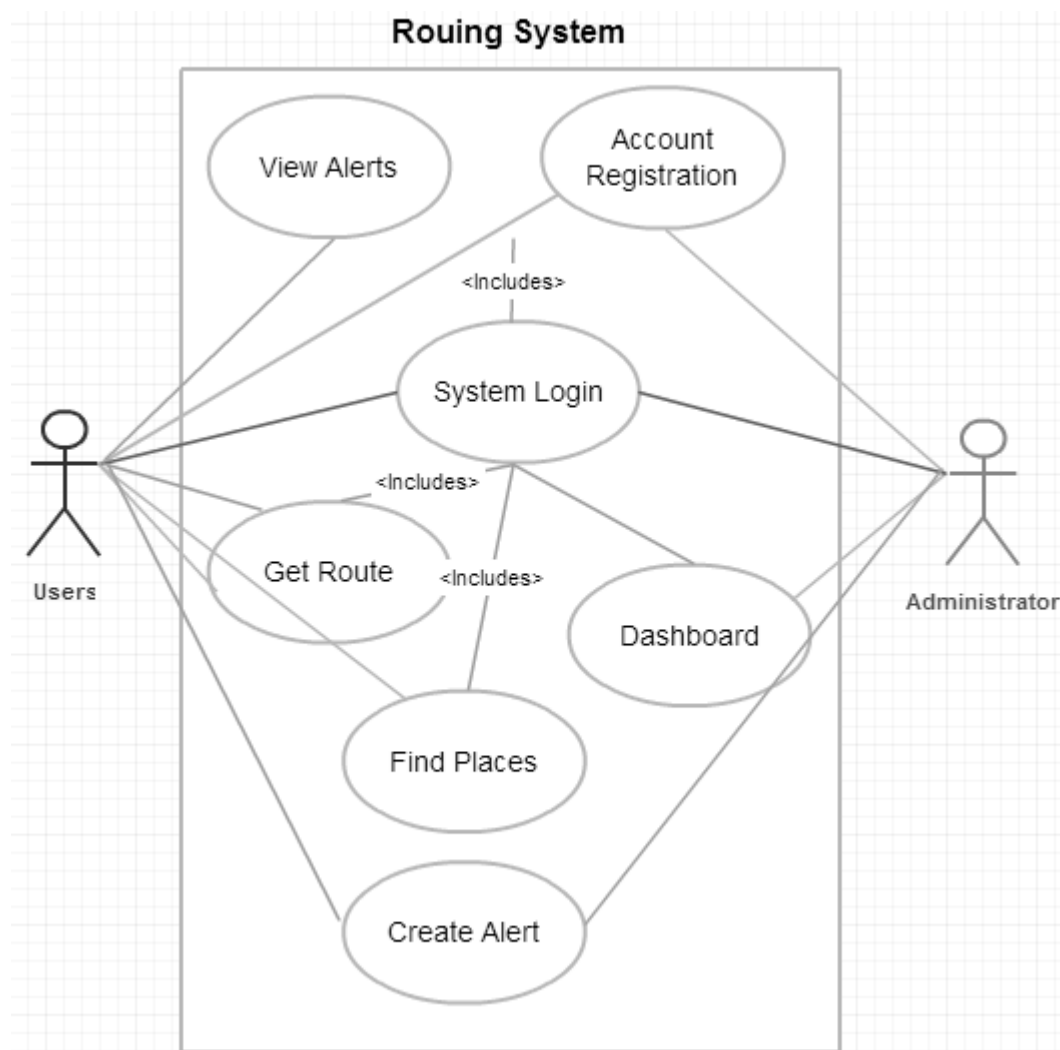 Rouing System
View Alerts
Account
Registration
<Includes>
System Login
<Includes>
Get Route
<Includes>
Users
Administrator
Dashboard
Find Places
Create Alert